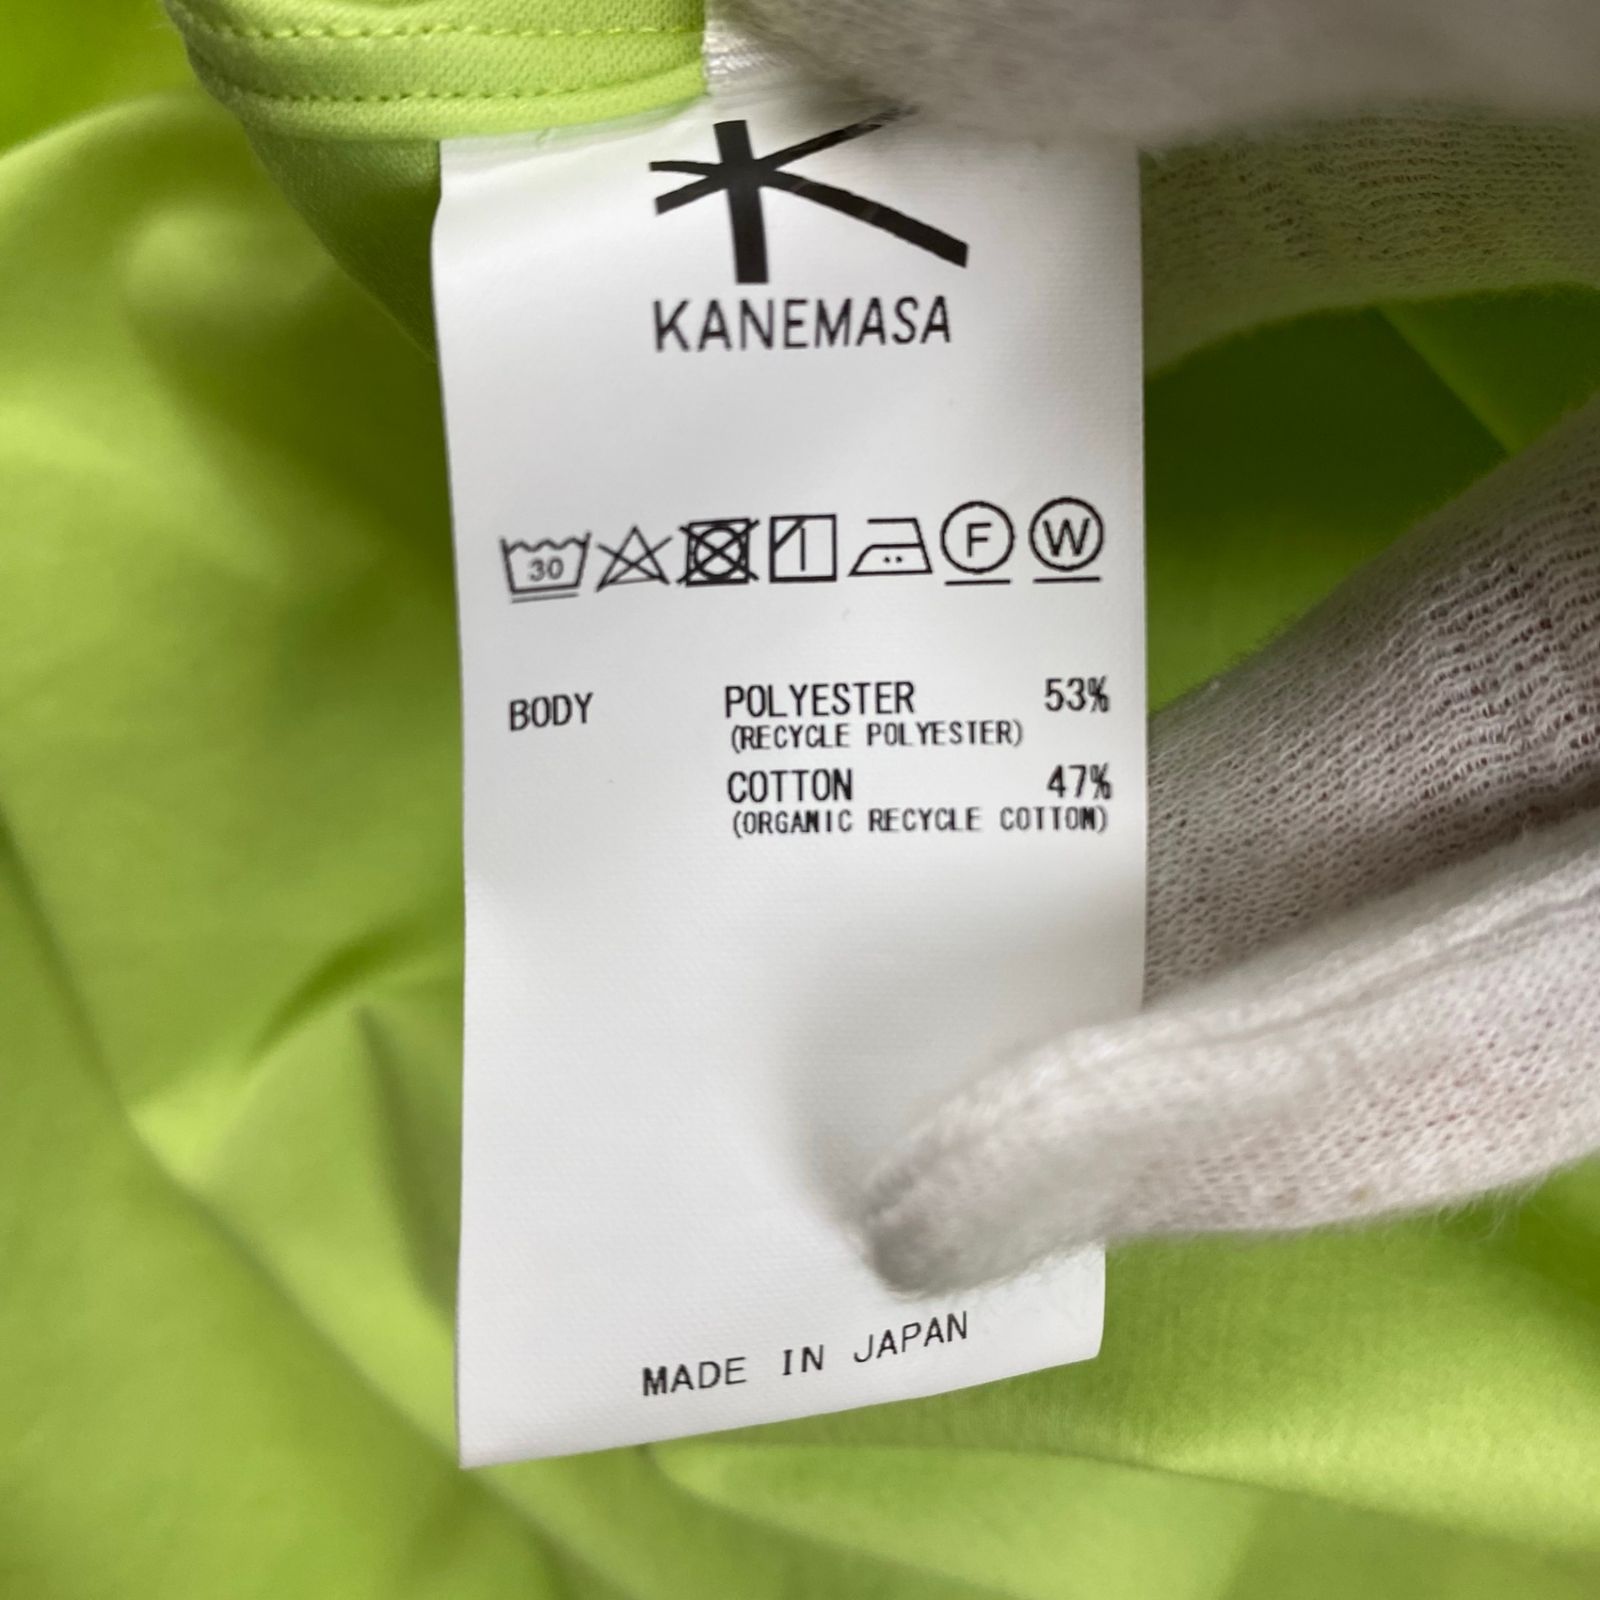 KANEMASA
30
F
W
BODY POLYESTER 53%
(RECYCLE POLYESTER)
COTTON 47%
(ORGANIC RECYCLE COTTON)
MADE IN JAPAN